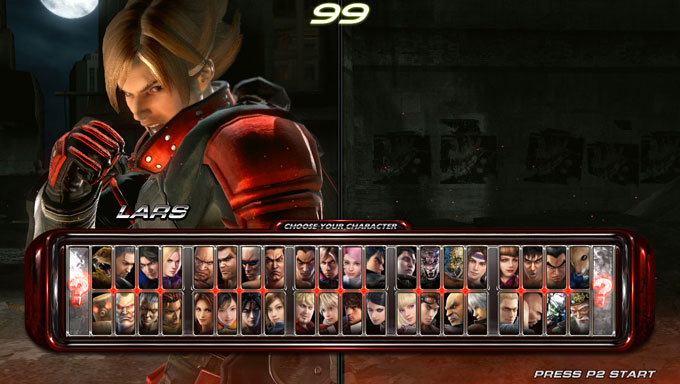 99
LARS
CHOOSE YOUR CHARACTER
?
?
PRESS P2 START